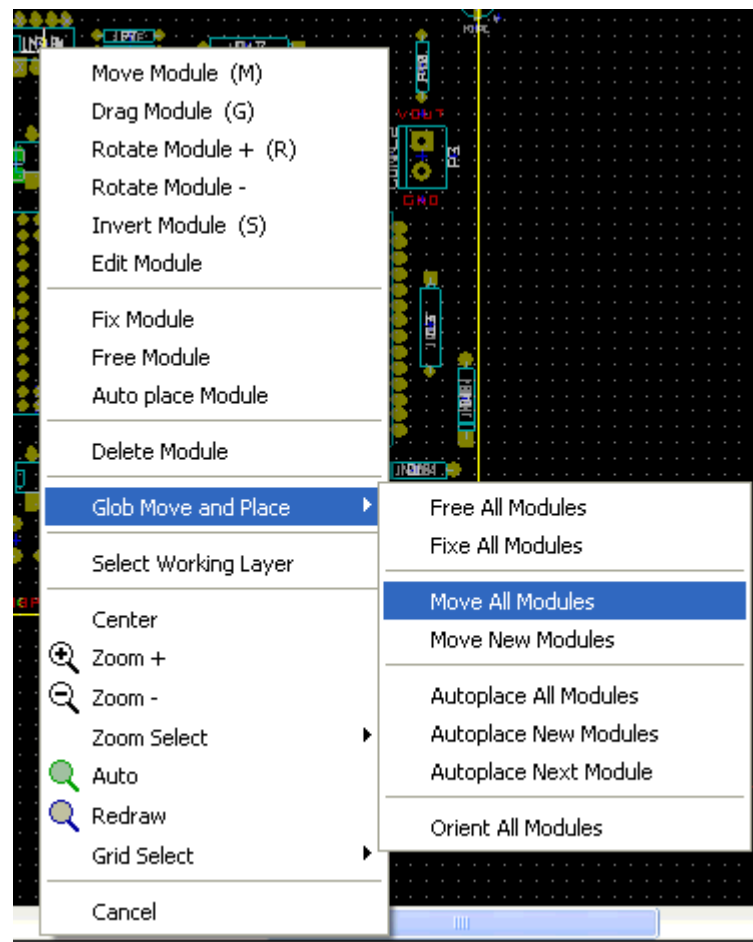 VOUT
P3
GND
Move Module (M)
Drag Module (G)
Rotate Module + (R)
Rotate Module -
Invert Module (S)
Edit Module
Fix Module
Free Module
Auto place Module
Delete Module
Glob Move and Place
Select Working Layer
Center
Zoom +
Zoom -
Zoom Select
Auto
Redraw
Grid Select
Cancel
Free All Modules
Fixe All Modules
Move All Modules
Move New Modules
Autoplace All Modules
Autoplace New Modules
Autoplace Next Module
Orient All Modules